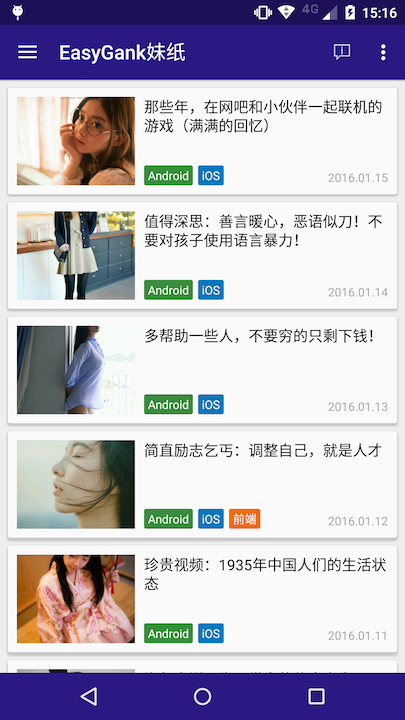 4G
15:16
EasyGank妹纸
那些年，在网吧和小伙伴一起联机的
游戏（满满的回忆）
Android iOS
2016.01.15
值得深思：善言暖心，恶语似刀！不
要对孩子使用语言暴力！
Android iOS
2016.01.14
多帮助一些人，不要穷的只剩下钱！
Android iOS
2016.01.13
简直励志乞丐：调整自己，就是人才
Android iOS 前端
2016.01.12
珍贵视频：1935年中国人们的生活状
态
Android iOS
2016.01.11